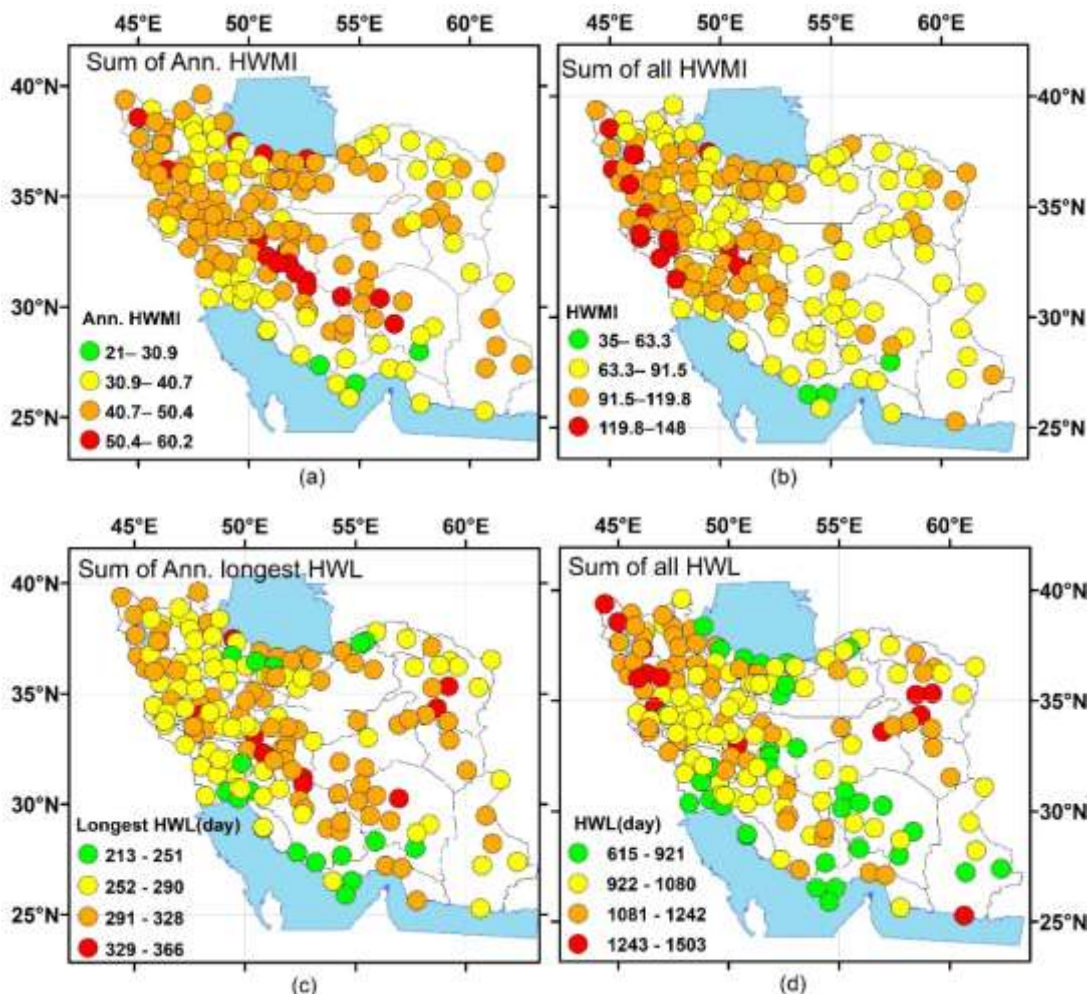 45°E 50°E 55°E 60°E
45°E 50°E 55°E 60°E
Sum of Ann. HWMI
Sum of all HWMI
40°N
40°N
35°N
35°N
30°N
30°N
25°N
25°N
Ann. HWMI
21– 30.9
30.9– 40.7
40.7– 50.4
50.4– 60.2
HWMI
35– 63.3
63.3– 91.5
91.5–119.8
119.8–148
(a)
(b)
45°E 50°E 55°E 60°E
45°E 50°E 55°E 60°E
Sum of Ann. longest HWL
Sum of all HWL
40°N
40°N
35°N
35°N
30°N
30°N
25°N
25°N
Longest HWL(day)
213 - 251
252 - 290
291 - 328
329 - 366
HWL(day)
615 - 921
922 - 1080
1081 - 1242
1243 - 1503
(c)
(d)